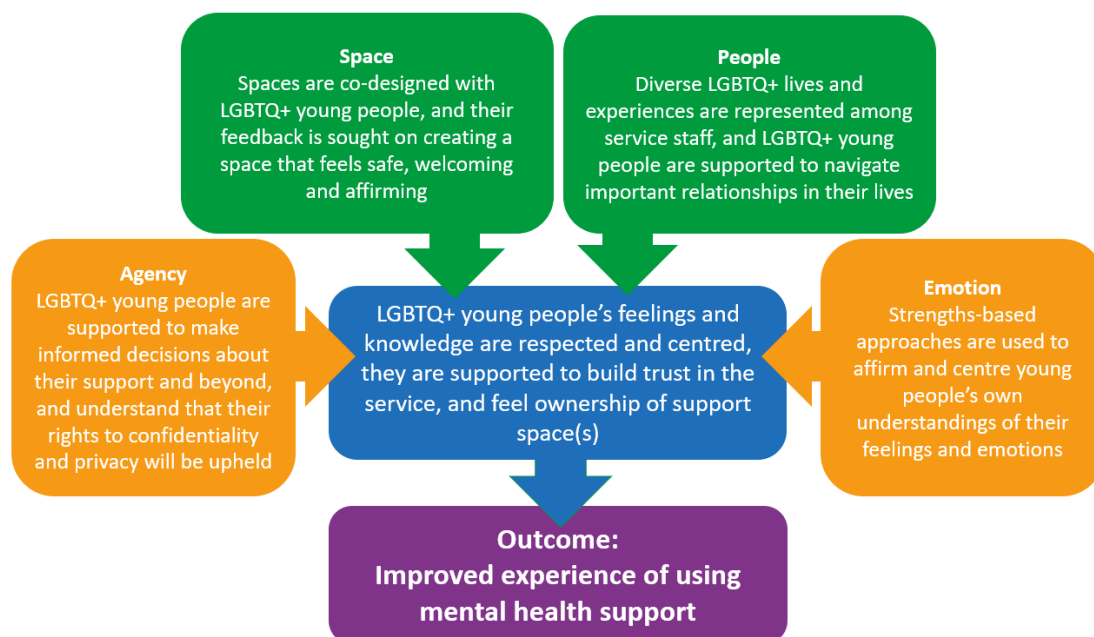 Space
Spaces are co-designed with
LGBTQ+ young people, and their
feedback is sought on creating a
space that feels safe, welcoming
and affirming
People
Diverse LGBTQ+ lives and
experiences are represented among
service staff, and LGBTQ+ young
people are supported to navigate
important relationships in their lives
Agency
LGBTQ+ young people are
supported to make
informed decisions about
their support and beyond,
and understand that their
rights to confidentiality
and privacy will be upheld
LGBTQ+ young people’s feelings and
knowledge are respected and centred,
they are supported to build trust in the
service, and feel ownership of support
space(s)
Emotion
Strengths-based
approaches are used to
affirm and centre young
people’s own
understandings of their
feelings and emotions
Outcome:
Improved experience of using
mental health support